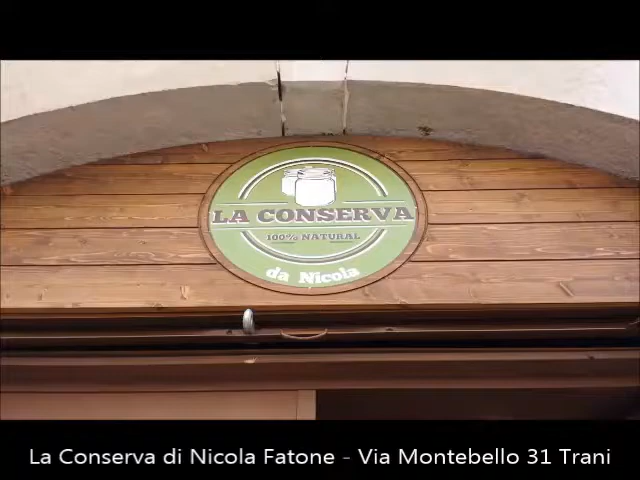 LA CONSERVA
100% NATURAL
da Nicola
La Conserva di Nicola Fatone - Via Montebello 31 Trani